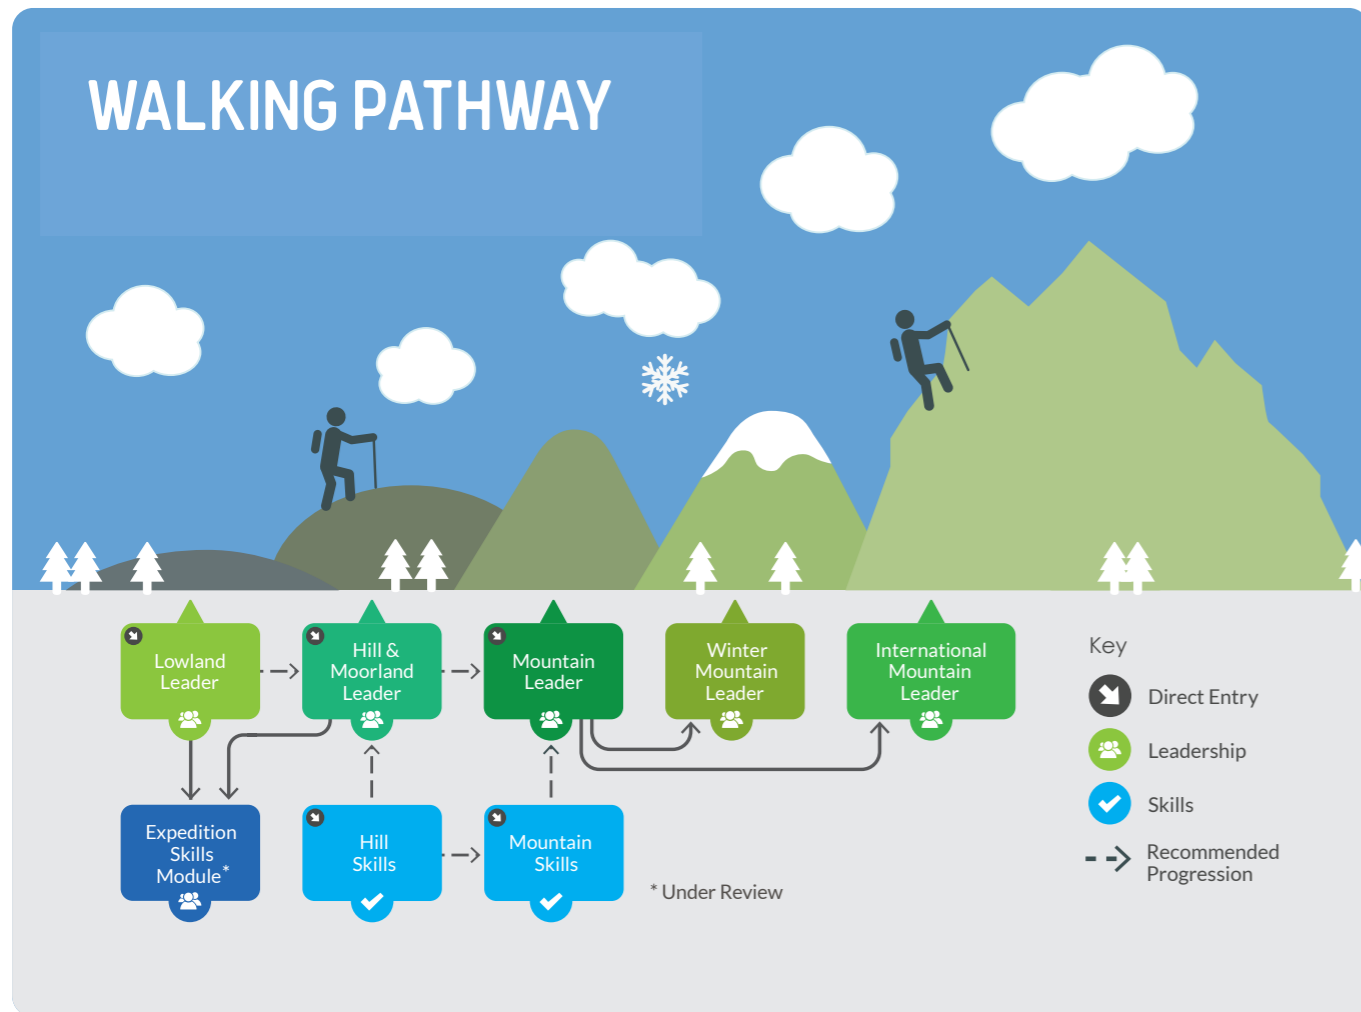 WALKING PATHWAY
Lowland
Leader
Hill &
Moorland
Leader
Mountain
Leader
Winter
Mountain
Leader
International
Mountain
Leader
Expedition
Skills
Module*
Hill
Skills
Mountain
Skills
* Under Review
Key
Direct Entry
Leadership
Skills
Recommended
Progression